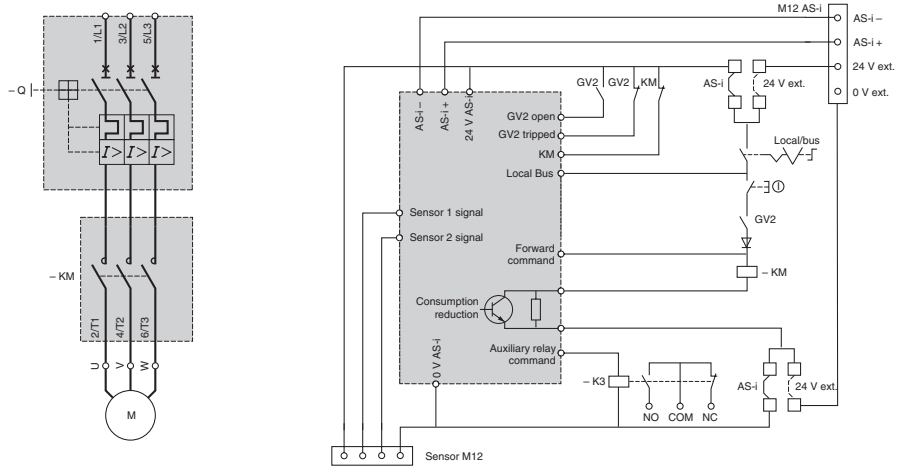 1/L1
3/L2
5/L3
– Q
I>
I>
I>
– KM
2/T1
4/T2
6/T3
U
V
W
M
M12 AS-i
AS-i –
AS-i +
24 V ext.
0 V ext.
AS-i –
AS-i +
24 V AS-i
GV2
GV2
KM
AS-i
24 V ext.
GV2 open
GV2 tripped
KM
Local Bus
Local/bus
I
GV2
Sensor 1 signal
Sensor 2 signal
Forward
command
– KM
Consumption
reduction
0 V AS-i
Auxiliary relay
command
– K3
NO
COM
NC
AS-i
24 V ext.
Sensor M12